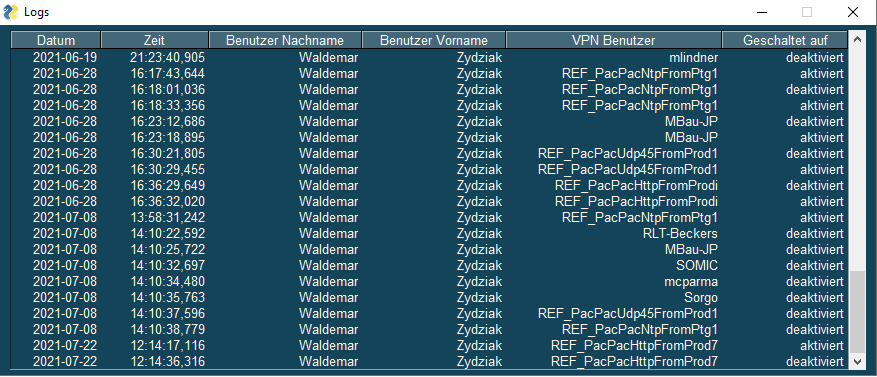 Logs
Datum Zeit Benutzer Nachname Benutzer Vorname VPN Benutzer Geschaltet auf
2021-06-19 21:23:40,905 Waldemar Zydziak mlindner deaktiviert
2021-06-28 16:17:43,644 Waldemar Zydziak REF_PacPacNtpFromPtg1 aktiviert
2021-06-28 16:18:01,036 Waldemar Zydziak REF_PacPacNtpFromPtg1 deaktiviert
2021-06-28 16:18:33,356 Waldemar Zydziak REF_PacPacNtpFromPtg1 aktiviert
2021-06-28 16:23:12,686 Waldemar Zydziak MBau-JP deaktiviert
2021-06-28 16:23:18,895 Waldemar Zydziak MBau-JP aktiviert
2021-06-28 16:30:21,805 Waldemar Zydziak REF_PacPacUdp45FromProd1 deaktiviert
2021-06-28 16:30:29,455 Waldemar Zydziak REF_PacPacUdp45FromProd1 aktiviert
2021-06-28 16:36:29,649 Waldemar Zydziak REF_PacPacHttpFromProdi deaktiviert
2021-06-28 16:36:32,020 Waldemar Zydziak REF_PacPacHttpFromProdi aktiviert
2021-07-08 13:58:31,242 Waldemar Zydziak REF_PacPacNtpFromPtg1 aktiviert
2021-07-08 14:10:22,592 Waldemar Zydziak RLT-Beckers deaktiviert
2021-07-08 14:10:25,722 Waldemar Zydziak MBau-JP deaktiviert
2021-07-08 14:10:32,697 Waldemar Zydziak SOMIC deaktiviert
2021-07-08 14:10:34,480 Waldemar Zydziak mcparma deaktiviert
2021-07-08 14:10:35,763 Waldemar Zydziak Sorgo deaktiviert
2021-07-08 14:10:37,596 Waldemar Zydziak REF_PacPacUdp45FromProd1 deaktiviert
2021-07-08 14:10:38,779 Waldemar Zydziak REF_PacPacNtpFromPtg1 deaktiviert
2021-07-22 12:14:17,116 Waldemar Zydziak REF_PacPacHttpFromProd7 aktiviert
2021-07-22 12:14:36,316 Waldemar Zydziak REF_PacPacHttpFromProd7 deaktiviert